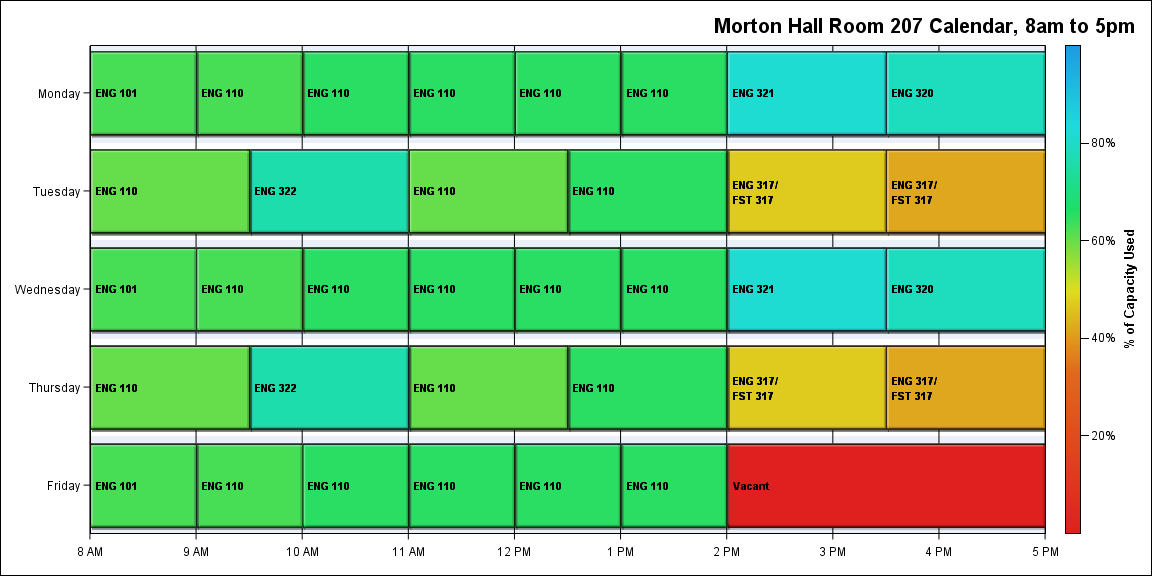 Morton Hall Room 207 Calendar, 8am to 5pm
Monday
ENG 101
ENG 110
ENG 110
ENG 110
ENG 110
ENG 110
ENG 321
ENG 320
Tuesday
ENG 110
ENG 322
ENG 110
ENG 110
ENG 317/
FST 317
ENG 317/
FST 317
Wednesday
ENG 101
ENG 110
ENG 110
ENG 110
ENG 110
ENG 110
ENG 321
ENG 320
Thursday
ENG 110
ENG 322
ENG 110
ENG 110
ENG 317/
FST 317
ENG 317/
FST 317
Friday
ENG 101
ENG 110
ENG 110
ENG 110
ENG 110
ENG 110
Vacant
8 AM
9 AM
10 AM
11 AM
12 PM
1 PM
2 PM
3 PM
4 PM
5 PM
80%
60%
40%
20%
% of Capacity Used